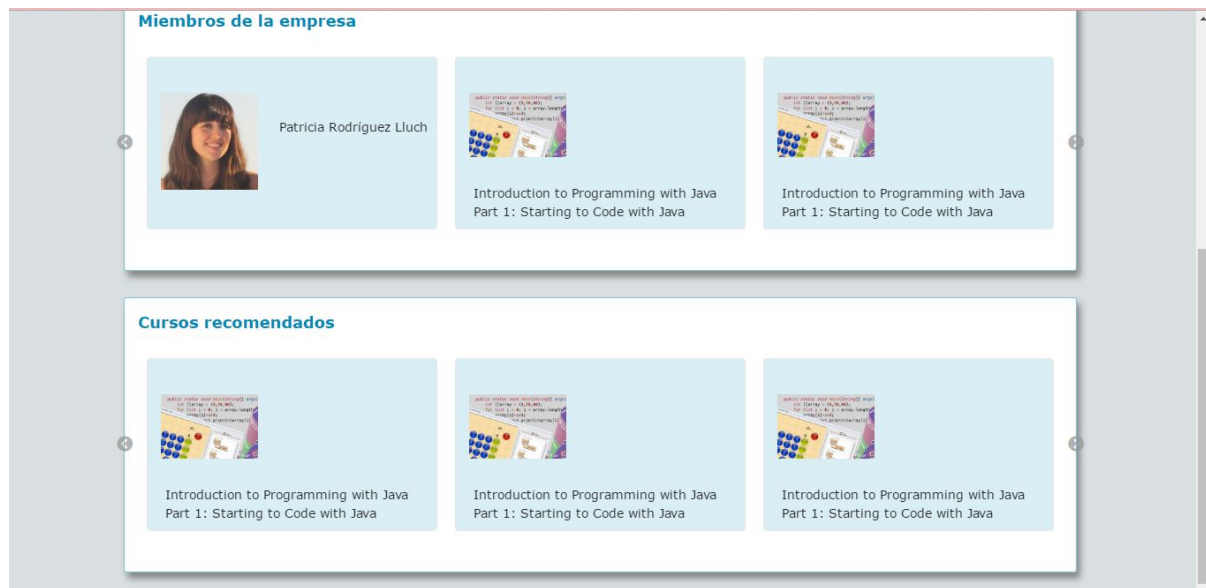 Miembros de la empresa
Patricia Rodríguez Lluch
Introduction to Programming with Java
Part 1: Starting to Code with Java
Introduction to Programming with Java
Part 1: Starting to Code with Java
Cursos recomendados
Introduction to Programming with Java
Part 1: Starting to Code with Java
Introduction to Programming with Java
Part 1: Starting to Code with Java
Introduction to Programming with Java
Part 1: Starting to Code with Java